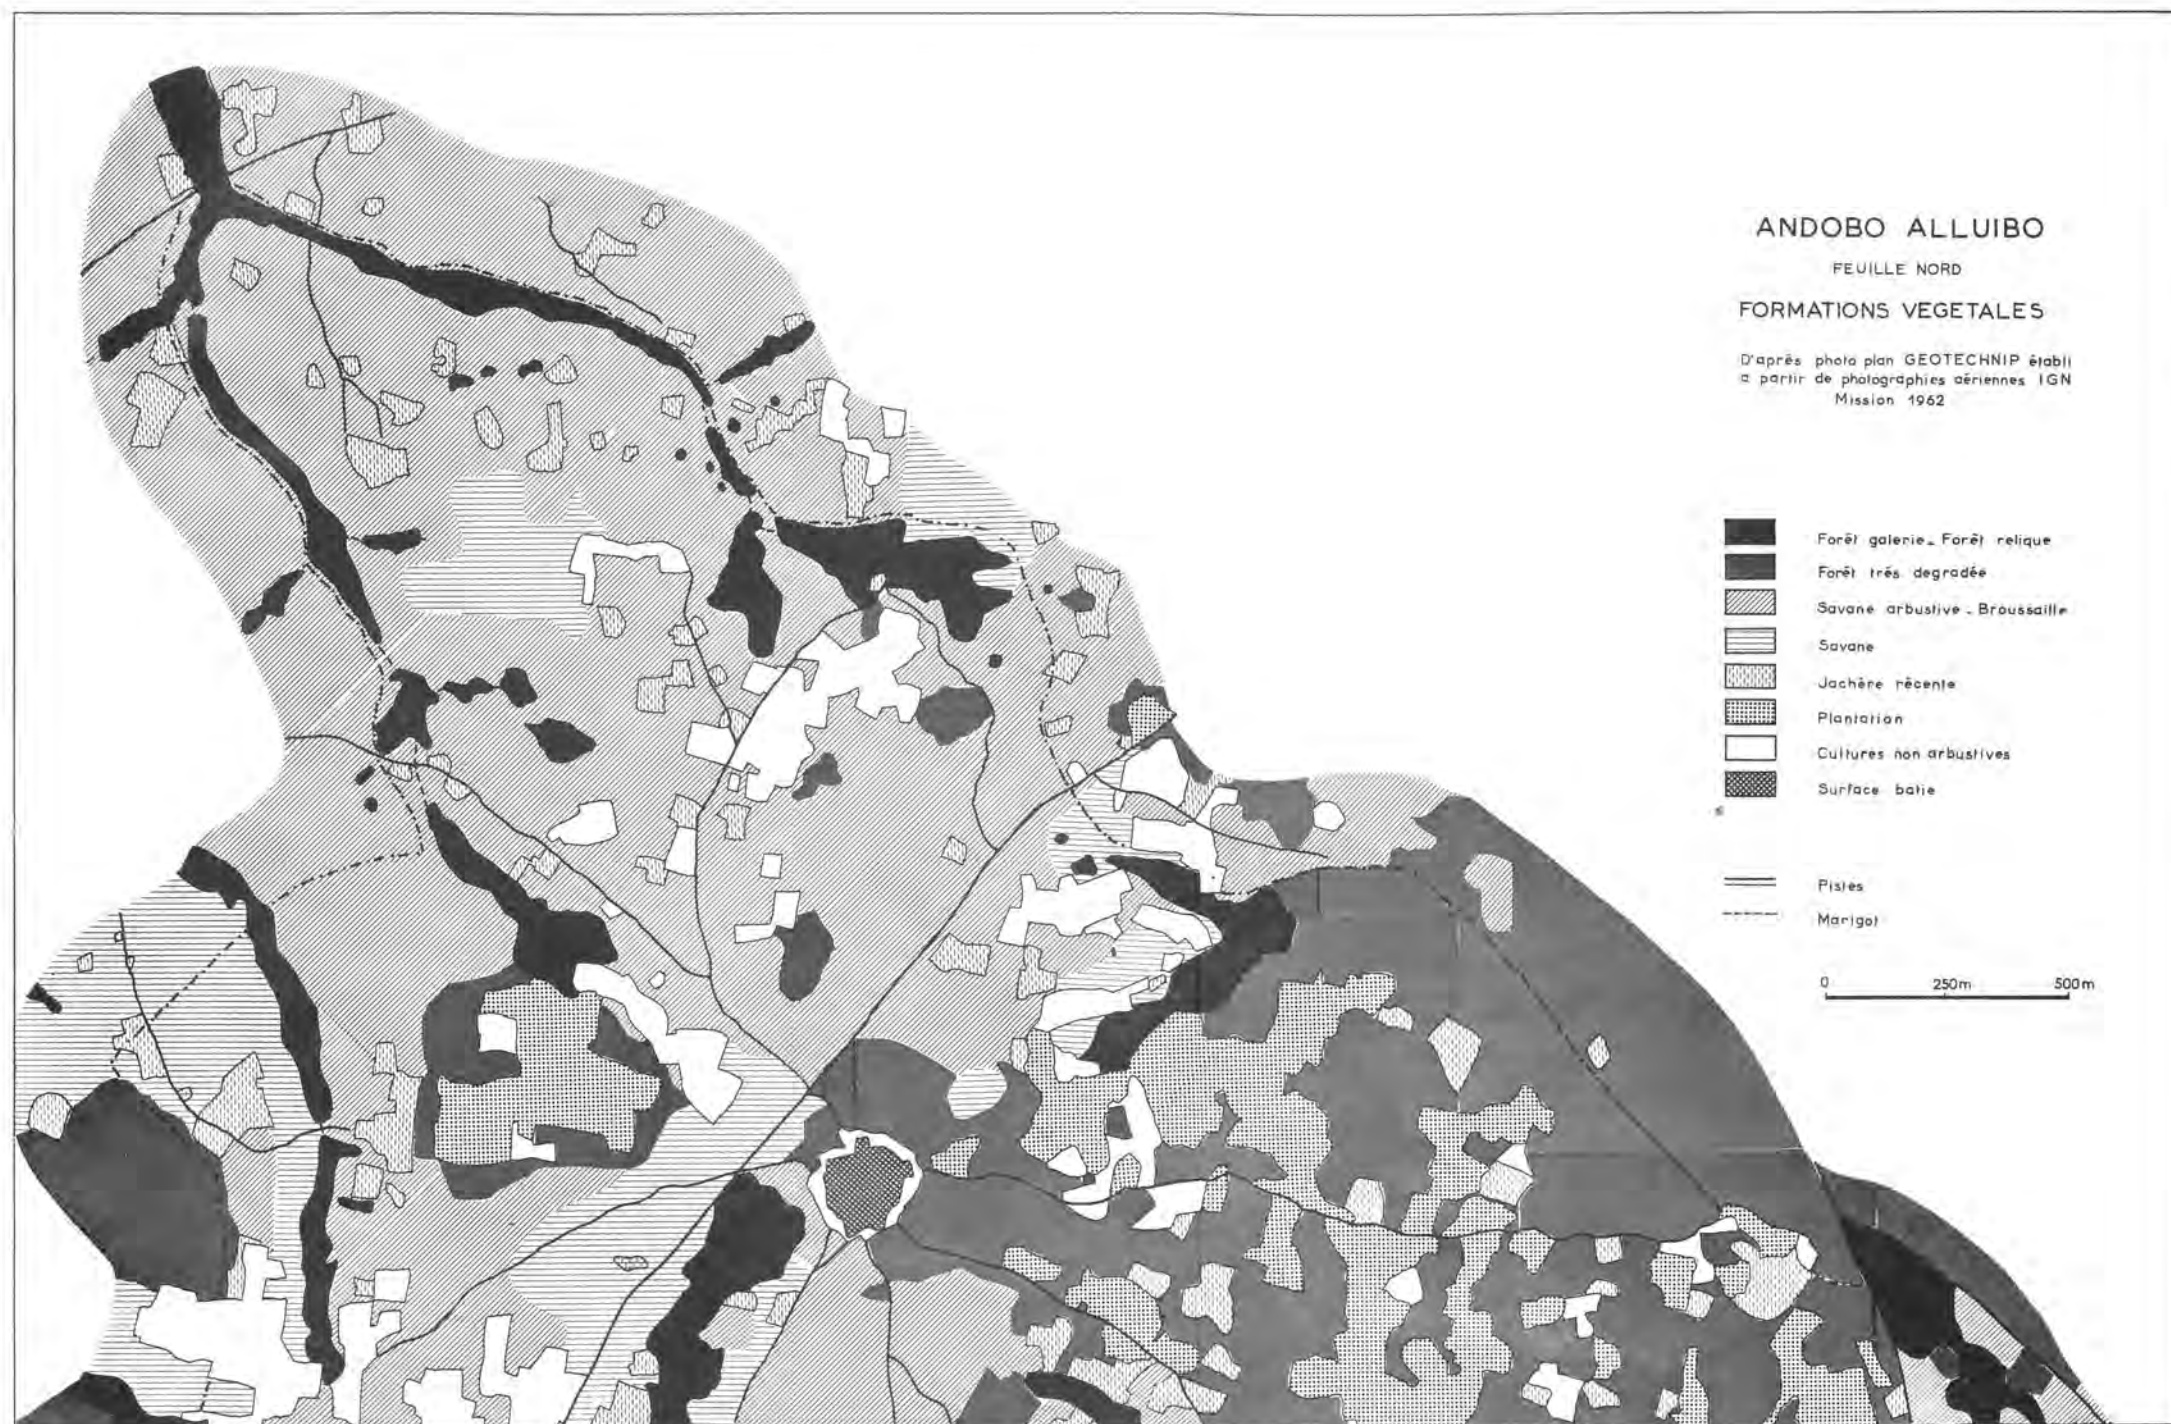 ANDOBO ALLUIBO
FEUILLE NORD
FORMATIONS VEGETALES
D'après photo plan GEOTECHNIP établi
a partir de photographies aériennes IGN
Mission 1962
Forêt galerie_ Forêt relique
Forêt trés degradée
Savane arbustive _ Broussaille
Savane
Jachère récente
Plantation
Cultures non arbustives
Surface batie
Pistes
Marigot
0 250m 500m